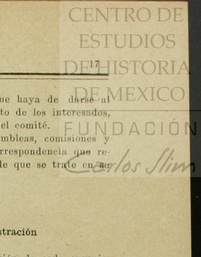 CENTRO DE
ESTUDIOS
DE HISTORIA
DE MEXICO
FUNDACIÓN
Carlos Slim
17
ue haya de darse al
to de los interesados,
el comité.
mbleas, comisiones y
rrespondencia que re-
de que se trate en su
stración